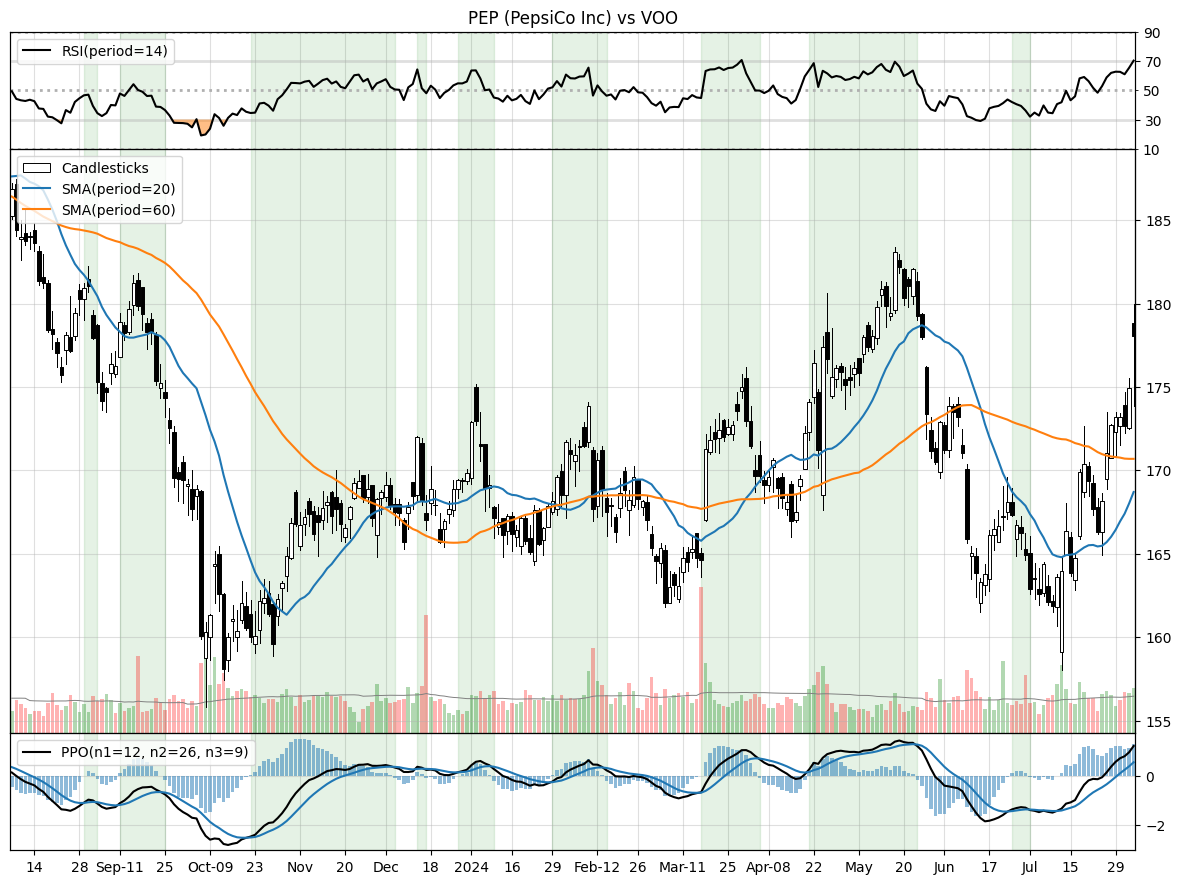 PEP (PepsiCo Inc) vs VOO
RSI(period=14)
90
70
50
30
10
Candlesticks
SMA(period=20)
SMA(period=60)
185
180
175
170
165
160
155
PPO(n1=12, n2=26, n3=9)
0
−2
14 28 Sep-11 25 Oct-09 23 Nov 20 Dec 18 2024 16 29 Feb-12 26 Mar-11 25 Apr-08 22 May 20 Jun 17 Jul 15 29